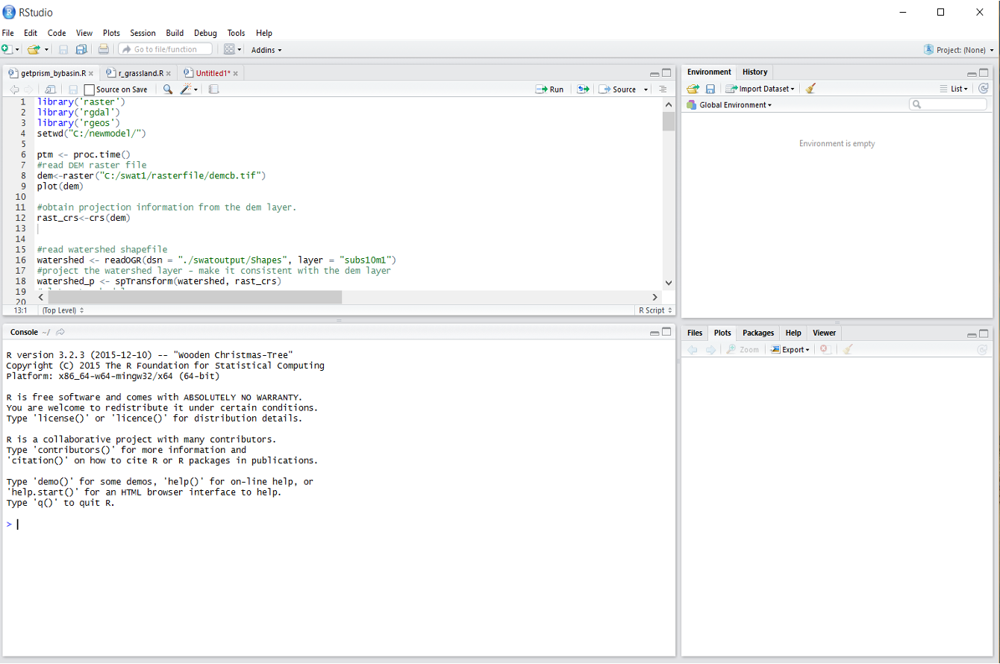 RStudio
File Edit Code View Plots Session Build Debug Tools Help
Go to file/function Addins Project: (None)
getprism_bybasin.R r_grassland.R Untitled1*
Source on Save Run Source
1 library('raster')
2 library('rgdal')
3 library('rgeos')
4 setwd("C:/newmodel/")
5
6 ptm <- proc.time()
7 #read DEM raster file
8 dem<-raster("C:/swat1/rasterfile/demcb.tif")
9 plot(dem)
10
11 #obtain projection information from the dem layer.
12 rast_crs<-crs(dem)
13
14
15 #read watershed shapefile
16 watershed <- readOGR(dsn = "./swatoutput/Shapes", layer = "subs10m1")
17 #project the watershed layer - make it consistent with the dem layer
18 watershed_p <- spTransform(watershed, rast_crs)
19
20
13:1 (Top Level) R Script
Console ~/
R version 3.2.3 (2015-12-10) -- "Wooden Christmas-Tree"
Copyright (C) 2015 The R Foundation for Statistical Computing
Platform: x86_64-w64-mingw32/x64 (64-bit)
R is free software and comes with ABSOLUTELY NO WARRANTY.
You are welcome to redistribute it under certain conditions.
Type 'license()' or 'licence()' for distribution details.
R is a collaborative project with many contributors.
Type 'contributors()' for more information and
'citation()' on how to cite R or R packages in publications.
Type 'demo()' for some demos, 'help()' for on-line help, or
'help.start()' for an HTML browser interface to help.
Type 'q()' to quit R.
>
Environment History
Import Dataset List
Global Environment
Environment is empty
Files Plots Packages Help Viewer
Zoom Export